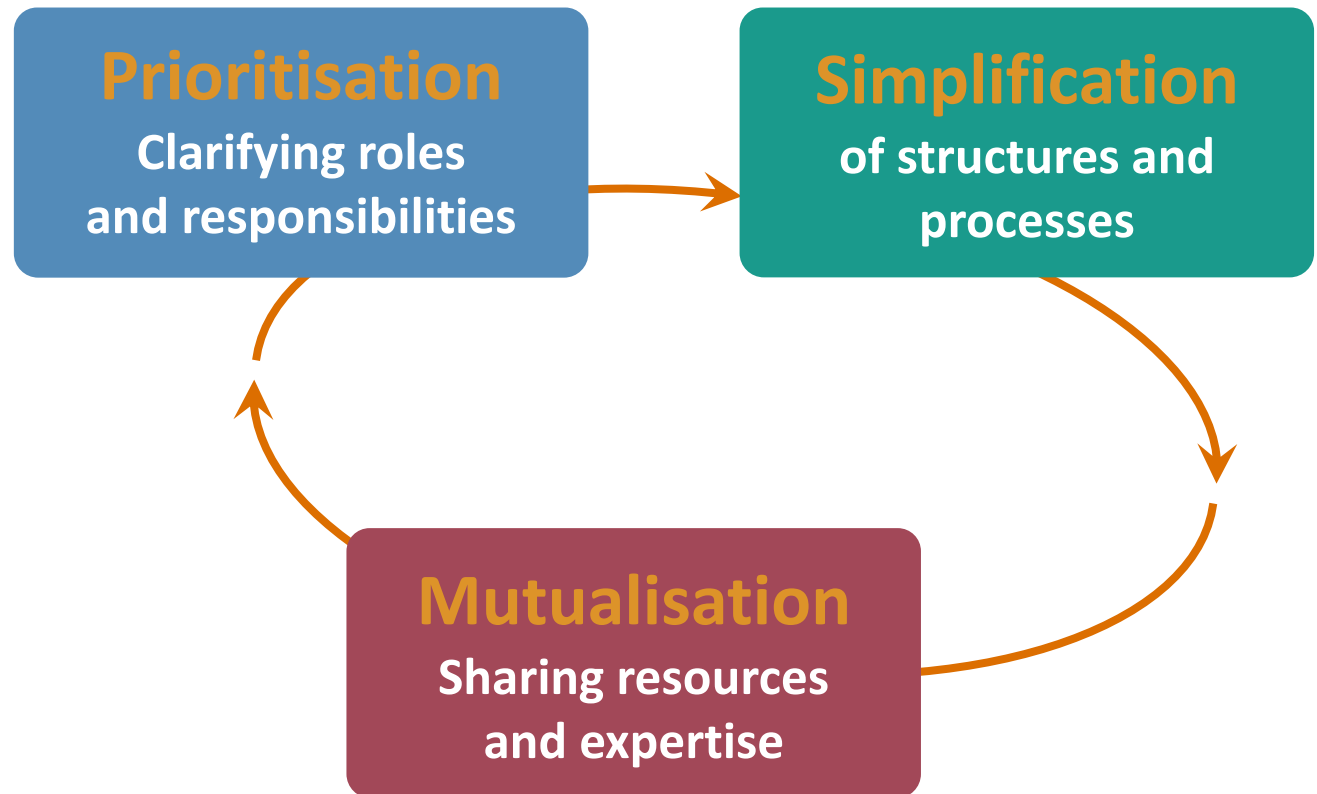 Prioritisation
Clarifying roles
and responsibilities
Simplification
of structures and
processes
Mutualisation
Sharing resources
and expertise